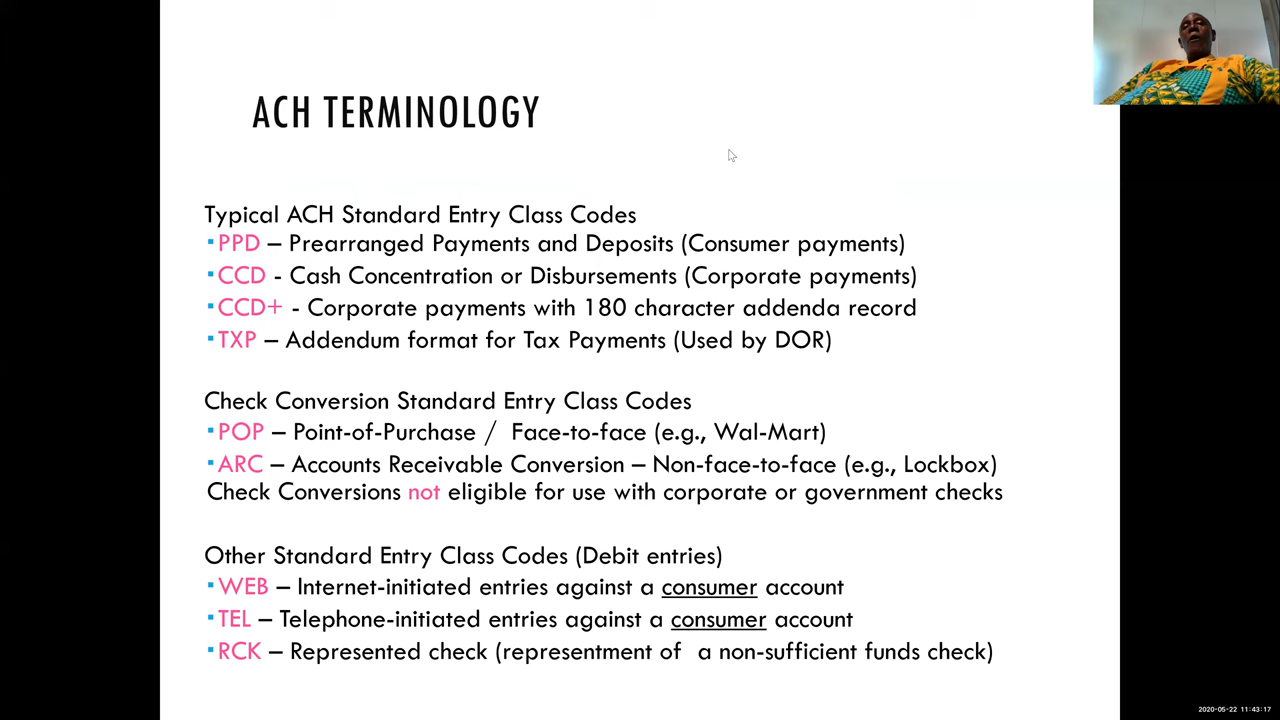 ACH TERMINOLOGY
Typical ACH Standard Entry Class Codes
▪PPD – Prearranged Payments and Deposits (Consumer payments)
▪CCD - Cash Concentration or Disbursements (Corporate payments)
▪CCD+ - Corporate payments with 180 character addenda record
▪TXP – Addendum format for Tax Payments (Used by DOR)
Check Conversion Standard Entry Class Codes
▪POP – Point-of-Purchase / Face-to-face (e.g., Wal-Mart)
▪ARC – Accounts Receivable Conversion – Non-face-to-face (e.g., Lockbox)
Check Conversions not eligible for use with corporate or government checks
Other Standard Entry Class Codes (Debit entries)
▪WEB – Internet-initiated entries against a consumer account
▪TEL – Telephone-initiated entries against a consumer account
▪RCK – Represented check (representment of a non-sufficient funds check)
2020-05-22 11:43:17